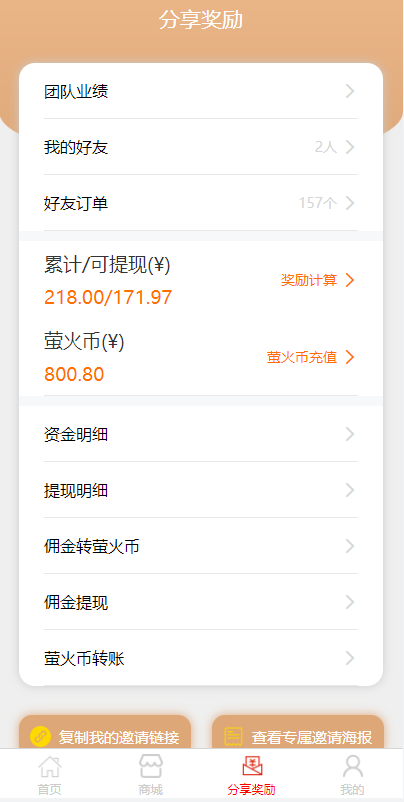 分享奖励
团队业绩
我的好友 2人
好友订单 157个
累计/可提现(¥)
218.00/171.97
奖励计算
萤火币(¥)
800.80
萤火币充值
资金明细
提现明细
佣金转萤火币
佣金提现
萤火币转账
复制我的邀请链接 查看专属邀请海报
首页 商城 分享奖励 我的